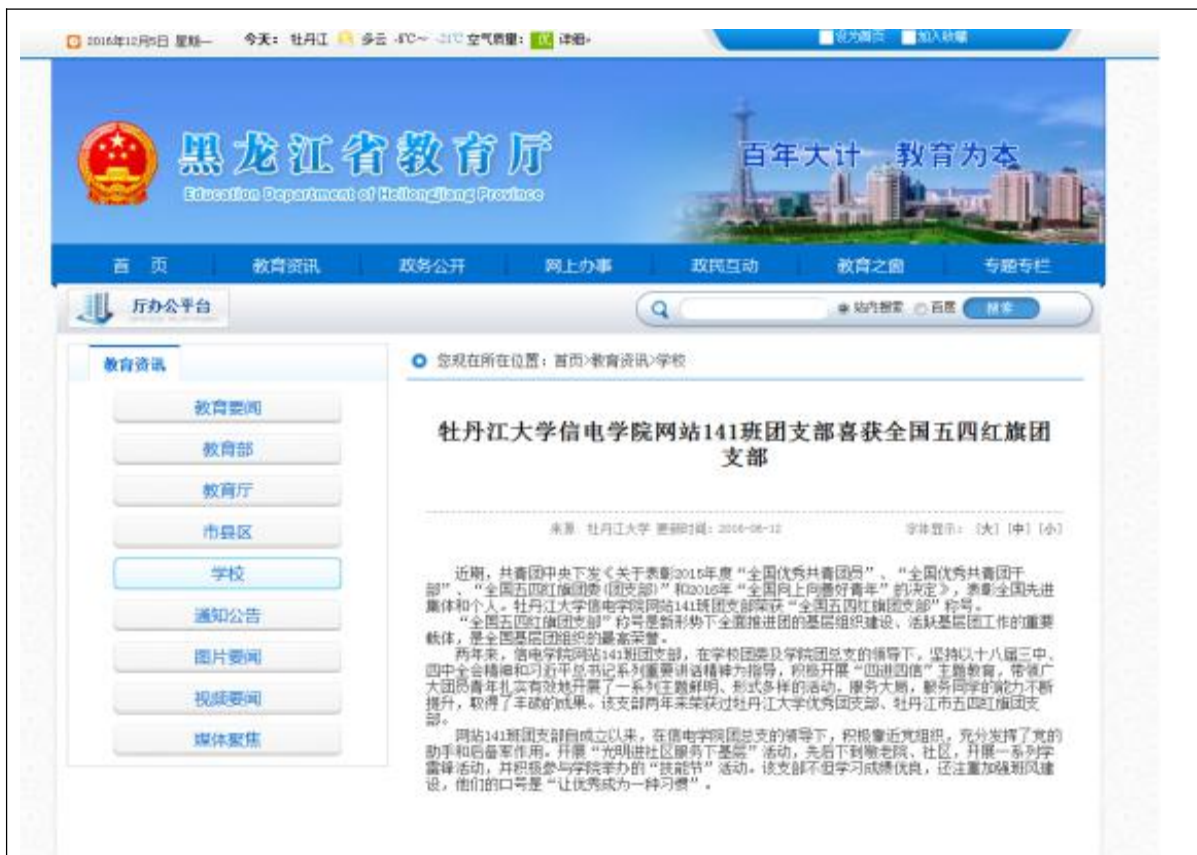 2016年12月5日 星期一 今天: 牡丹江 多云 -8℃~ -21℃ 空气质量: 优 详细»
设为首页 加入收藏
黑龙江省教育厅
Education Department of Heilongjiang Province
百年大计 教育为本
首 页 教育资讯 政务公开 网上办事 政民互动 教育之窗 专题专栏
厅办公平台
站内搜索 百度 搜索
教育资讯
您现在所在位置: 首页>教育资讯>学校
教育要闻
教育部
教育厅
市县区
学校
通知公告
图片要闻
视频要闻
媒体聚焦
牡丹江大学信电学院网站141班团支部喜获全国五四红旗团
支部
来源: 牡丹江大学 更新时间: 2016-06-12 字体显示: [大] [中] [小]
近期,共青团中央下发《关于表彰2015年度“全国优秀共青团员”、“全国优秀共青团干
部”、“全国五四红旗团委(团支部)”和2015年“全国向上向善好青年”的决定》,表彰全国先进
集体和个人。牡丹江大学信电学院网站141班团支部荣获“全国五四红旗团支部”称号。
“全国五四红旗团支部”称号是新形势下全面推进团的基层组织建设、活跃基层团工作的重要
载体,是全国基层团组织的最高荣誉。
两年来,信电学院网站141班团支部,在学校团委及学院团总支的领导下,坚持以十八届三中、
四中全会精神和习近平总书记系列重要讲话精神为指导,积极开展“四进四信”主题教育,带领广
大团员青年扎实有效地开展了一系列主题鲜明、形式多样的活动。服务大局,服务同学的能力不断
提升,取得了丰硕的成果。该支部两年来荣获过牡丹江大学优秀团支部、牡丹江市五四红旗团支
部。
网站141班团支部自成立以来,在信电学院团总支的领导下,积极靠近党组织,充分发挥了党的
助手和后备军作用。开展“光明进社区服务下基层”活动,先后下到敬老院、社区,开展一系列学
雷锋活动,并积极参与学院举办的“技能节”活动。该支部不但学习成绩优良,还注重加强班风建
设,他们的口号是“让优秀成为一种习惯”。